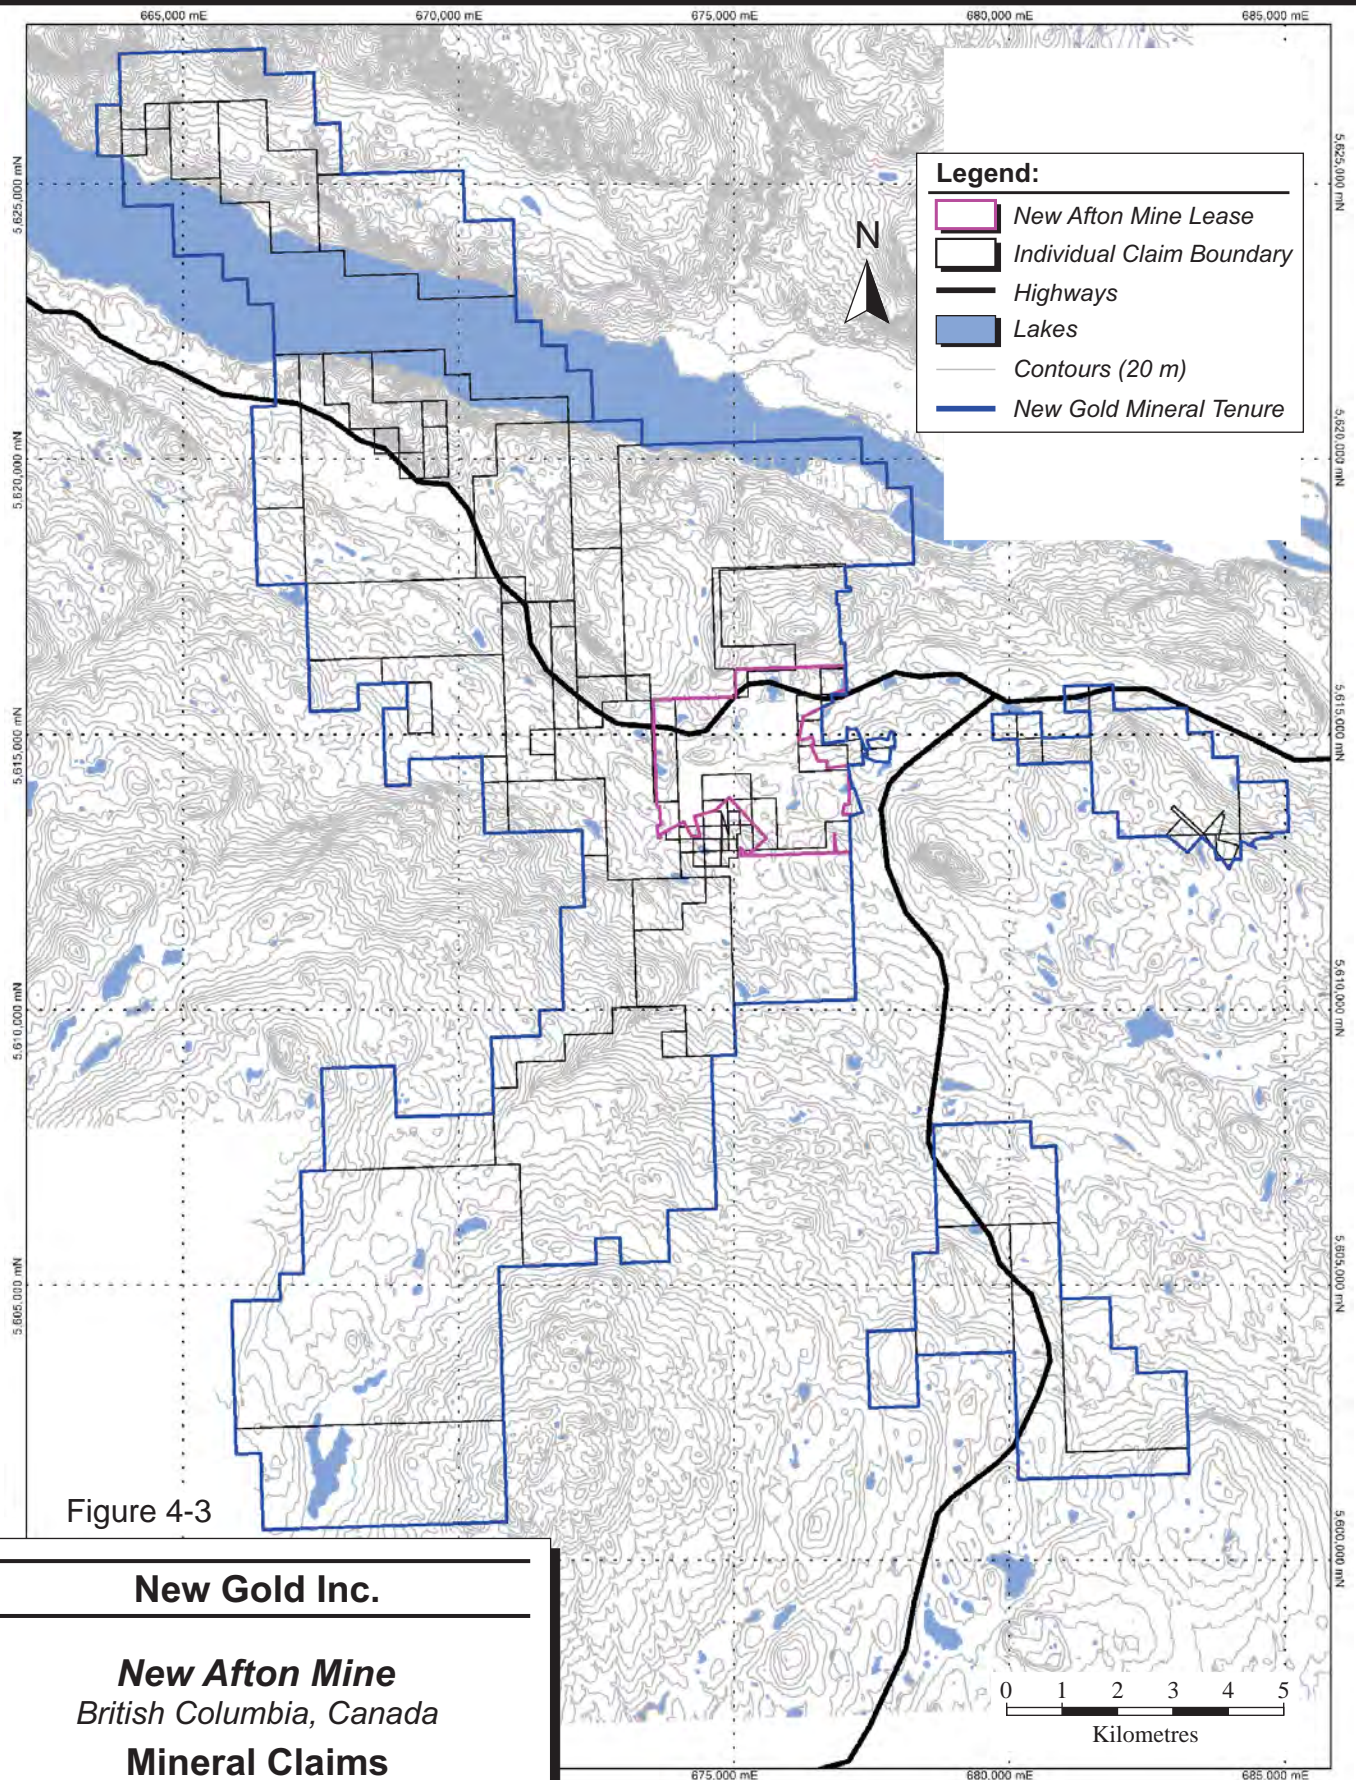 665,000 mE
670,000 mE
675,000 mE
680,000 mE
685,000 mE
5,625,000 mN
5,625,000 mN
Legend:
New Afton Mine Lease
Individual Claim Boundary
Highways
Lakes
Contours (20 m)
New Gold Mineral Tenure
N
5,620,000 mN
5,620,000 mN
5,615,000 mN
5,615,000 mN
5,610,000 mN
5,610,000 mN
5,605,000 mN
5,605,000 mN
5,600,000 mN
Figure 4-3
New Gold Inc.
New Afton Mine
British Columbia, Canada
Mineral Claims
0 1 2 3 4 5
Kilometres
675,000 mE
680,000 mE
685,000 mE